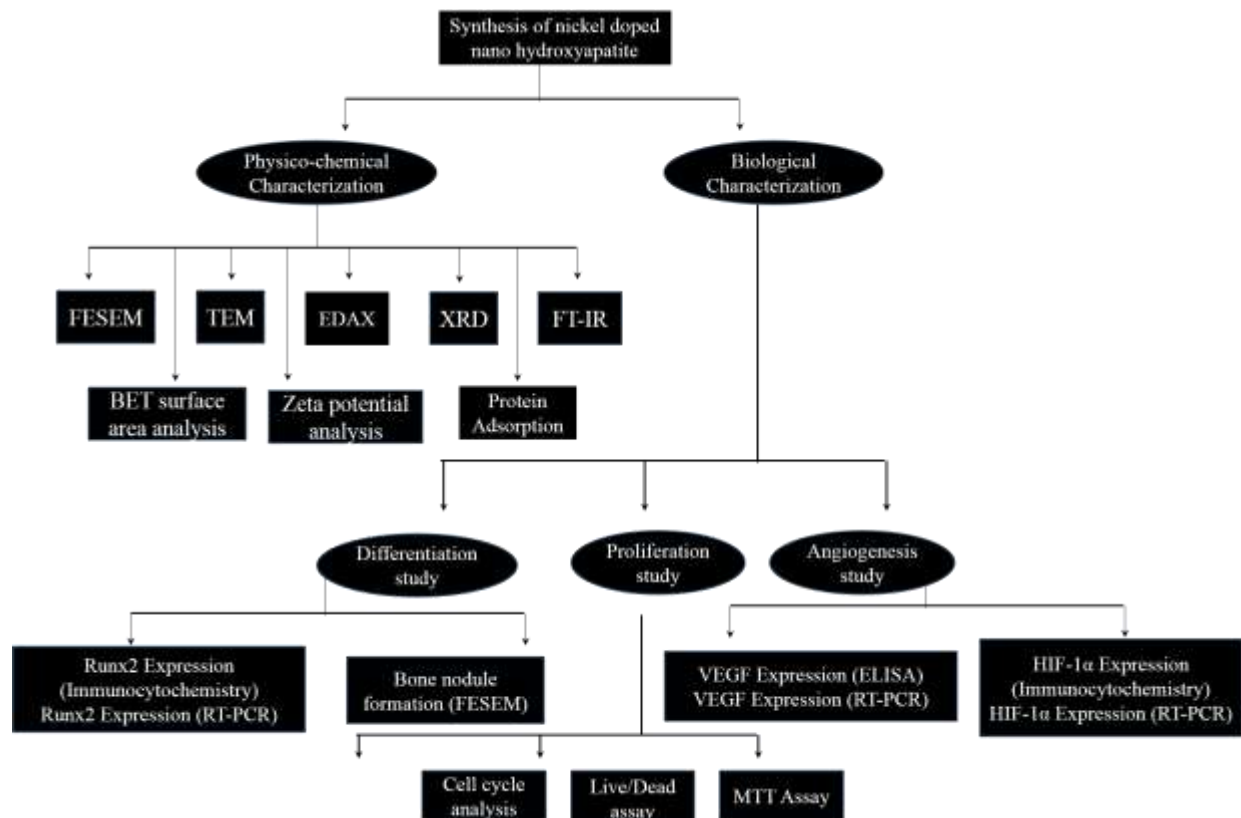 Synthesis of nickel doped
nano hydroxyapatite
Physico-chemical
Characterization
Biological
Characterization
FESEM
TEM
EDAX
XRD
FT-IR
BET surface
area analysis
Zeta potential
analysis
Protein
Adsorption
Differentiation
study
Proliferation
study
Angiogenesis
study
Runx2 Expression
(Immunocytochemistry)
Runx2 Expression (RT-PCR)
Bone nodule
formation (FESEM)
VEGF Expression (ELISA)
VEGF Expression (RT-PCR)
HIF-1α Expression
(Immunocytochemistry)
HIF-1α Expression (RT-PCR)
Cell cycle
analysis
Live/Dead
assay
MTT Assay